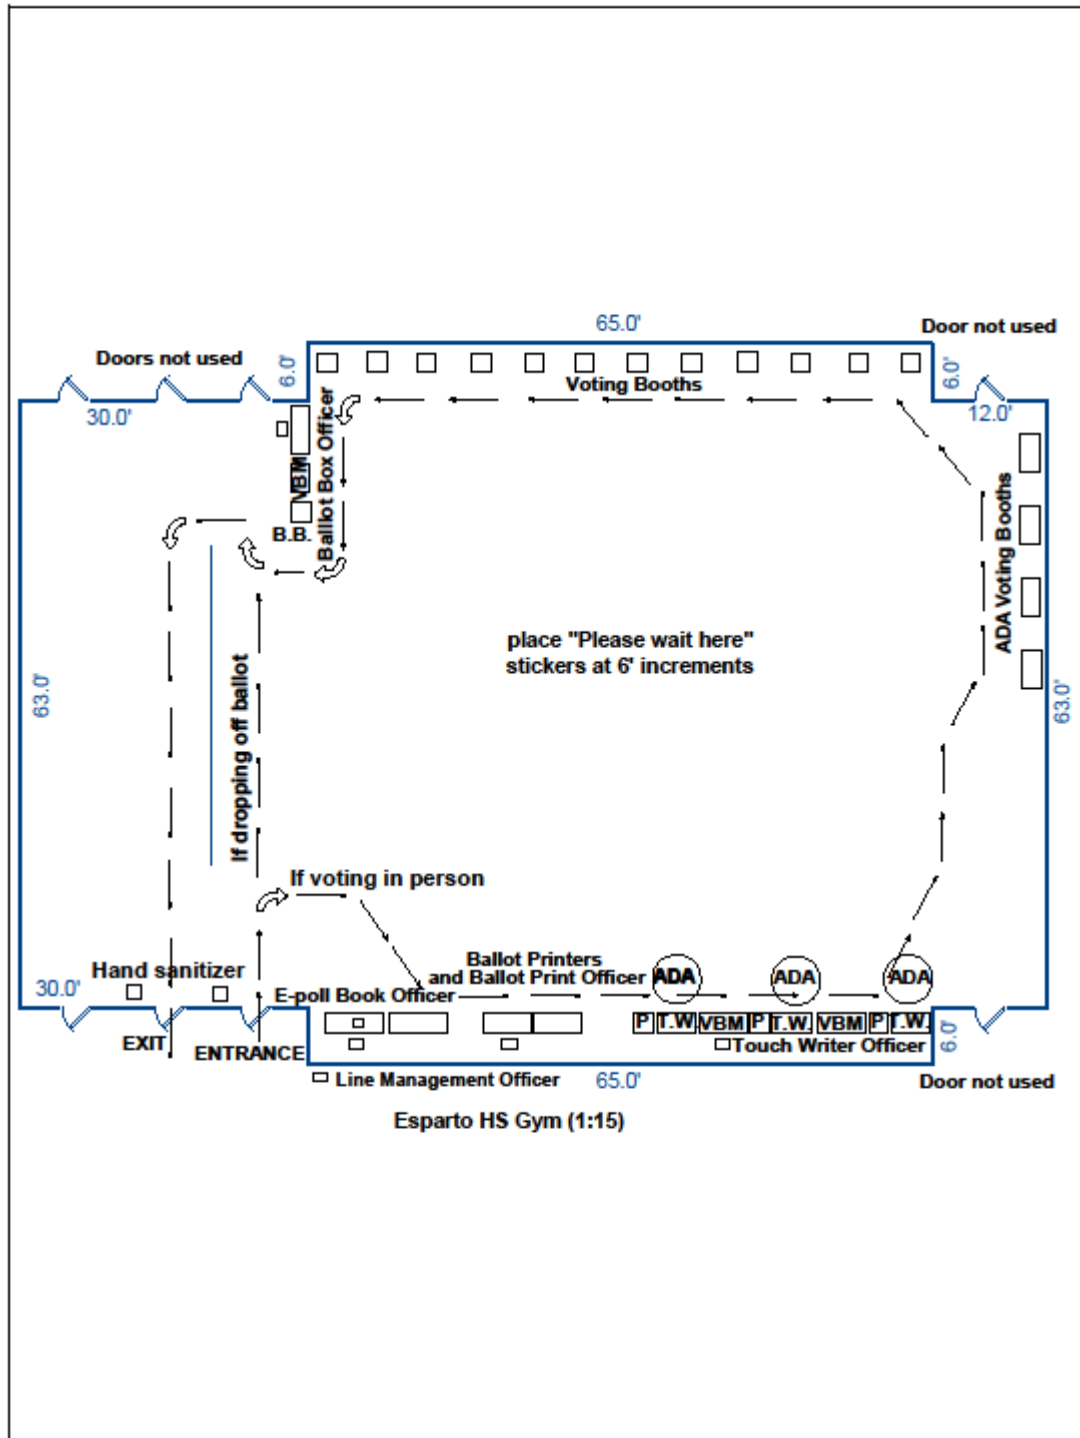 65.0'
Door not used
Doors not used
6.0'
6.0'
Voting Booths
30.0'
12.0'
Balllot Box Officer
VBM
B.B.
ADA Voting Booths
place "Please wait here"
stickers at 6' increments
63.0'
63.0'
If dropping off ballot
If voting in person
Ballot Printers
and Ballot Print Officer
ADA
ADA
ADA
Hand sanitizer
30.0'
E-poll Book Officer
P
T.W.
VBM
P
T.W.
VBM
P
T.W.
6.0'
EXIT
ENTRANCE
Touch Writer Officer
Line Management Officer
65.0'
Door not used
Esparto HS Gym (1:15)